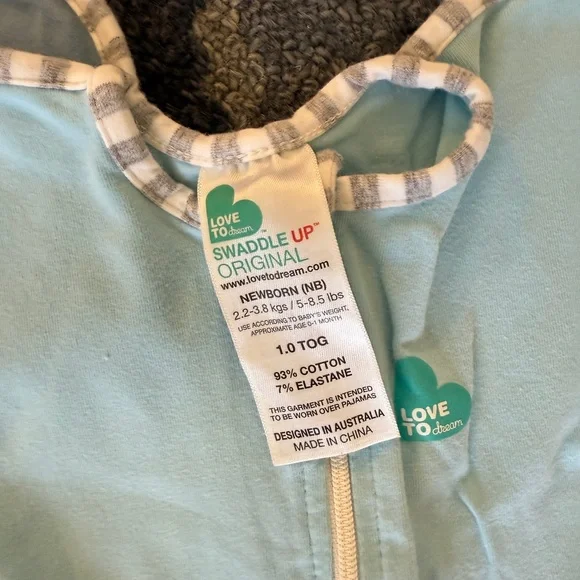 LOVE
TO dream
SWADDLE UP™
ORIGINAL™
www.lovetodream.com
NEWBORN (NB)
2.2-3.8 kgs / 5-8.5 lbs
USE ACCORDING TO BABY'S WEIGHT,
APPROXIMATE AGE 0-1 MONTH
1.0 TOG
93% COTTON
7% ELASTANE
THIS GARMENT IS INTENDED
TO BE WORN OVER PAJAMAS
DESIGNED IN AUSTRALIA
MADE IN CHINA
LOVE
TO dream